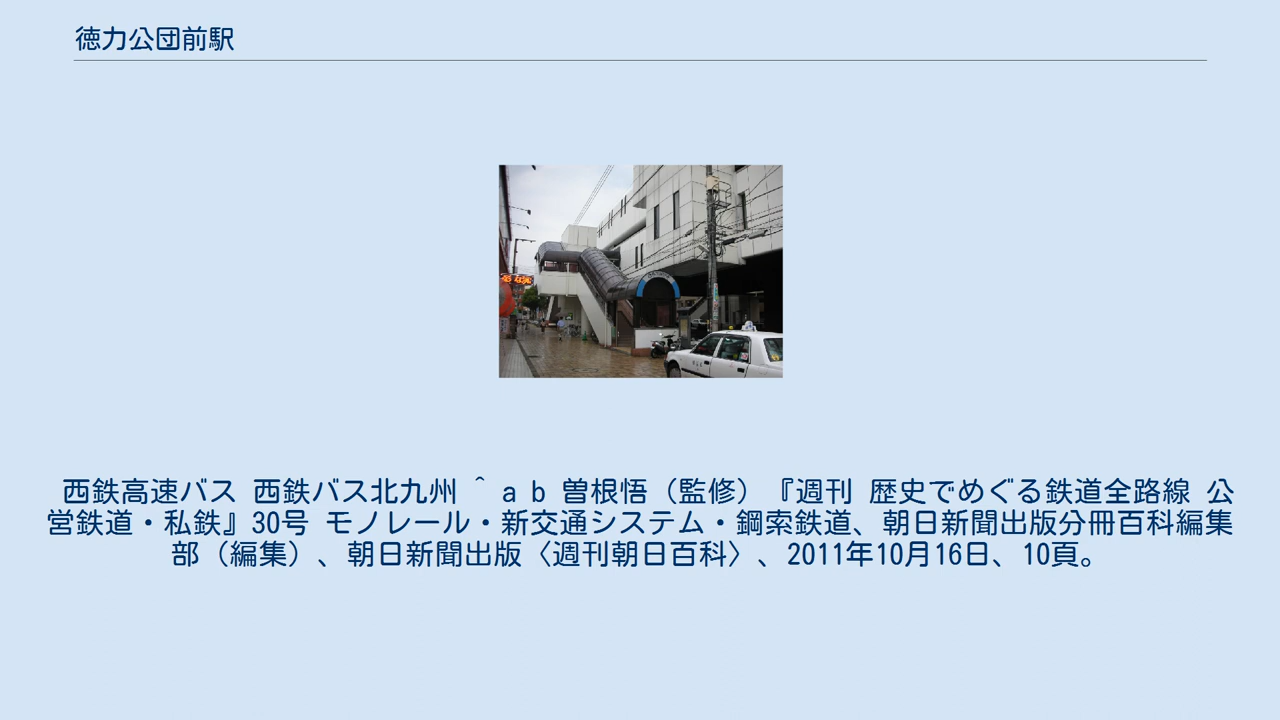 徳力公団前駅
西鉄高速バス 西鉄バス北九州 ^ a b 曽根悟（監修）『週刊 歴史でめぐる鉄道全路線 公
営鉄道・私鉄』30号 モノレール・新交通システム・鋼索鉄道、朝日新聞出版分冊百科編集
部（編集）、朝日新聞出版〈週刊朝日百科〉、2011年10月16日、10頁。